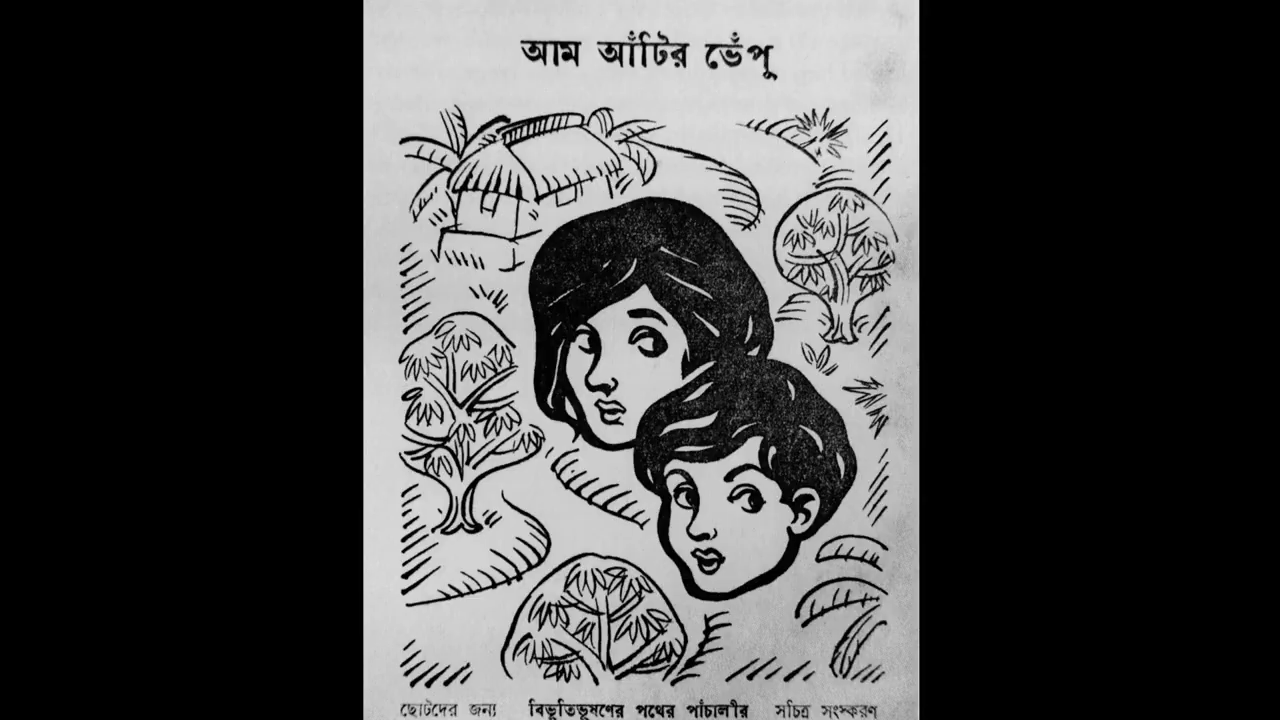 আম আঁটির ভেঁপু
ছোটদের জন্য বিভূতিভূষণের পথের পাঁচালীর সচিত্র সংস্করণ